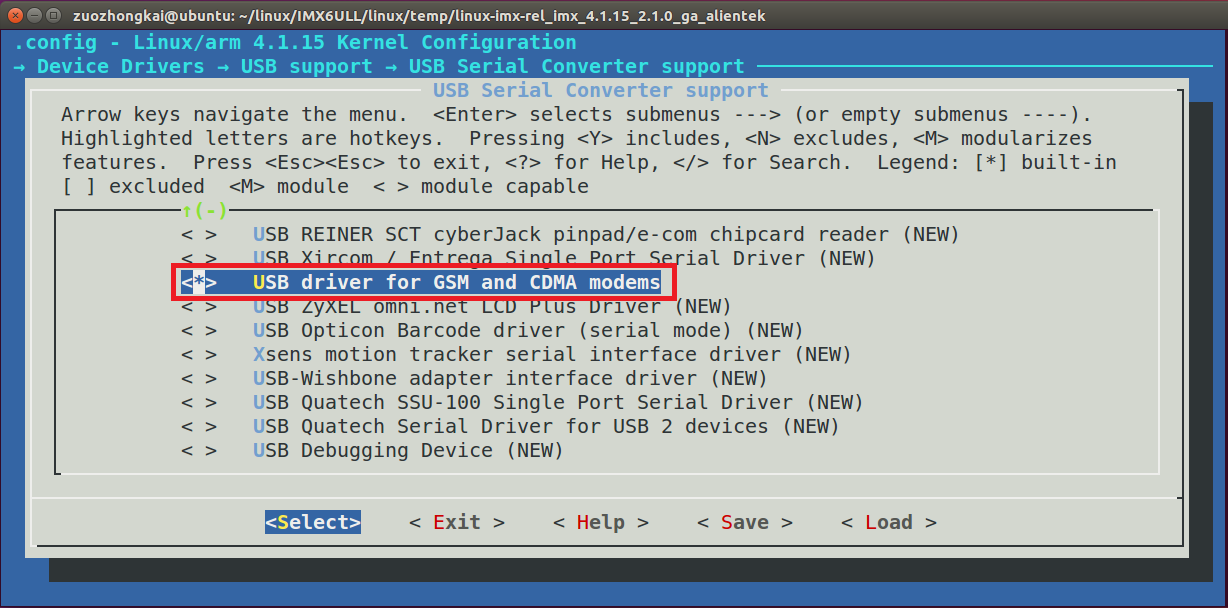 zuozhongkai@ubuntu: ~/linux/IMX6ULL/linux/temp/linux-imx-rel_imx_4.1.15_2.1.0_ga_alientek
.config - Linux/arm 4.1.15 Kernel Configuration
→ Device Drivers → USB support → USB Serial Converter support
USB Serial Converter support
Arrow keys navigate the menu.  <Enter> selects submenus ---> (or empty submenus ----).
Highlighted letters are hotkeys.  Pressing <Y> includes, <N> excludes, <M> modularizes
features.  Press <Esc><Esc> to exit, <?> for Help, </> for Search.  Legend: [*] built-in
[ ] excluded  <M> module  < > module capable
↑(-)
< >   USB REINER SCT cyberJack pinpad/e-com chipcard reader (NEW)
< >   USB Xircom / Entrega Single Port Serial Driver (NEW)
<*>   USB driver for GSM and CDMA modems
< >   USB ZyXEL omni.net LCD Plus Driver (NEW)
< >   USB Opticon Barcode driver (serial mode) (NEW)
< >   Xsens motion tracker serial interface driver (NEW)
< >   USB-Wishbone adapter interface driver (NEW)
< >   USB Quatech SSU-100 Single Port Serial Driver (NEW)
< >   USB Quatech Serial Driver for USB 2 devices (NEW)
< >   USB Debugging Device (NEW)
<Select>    < Exit >    < Help >    < Save >    < Load >